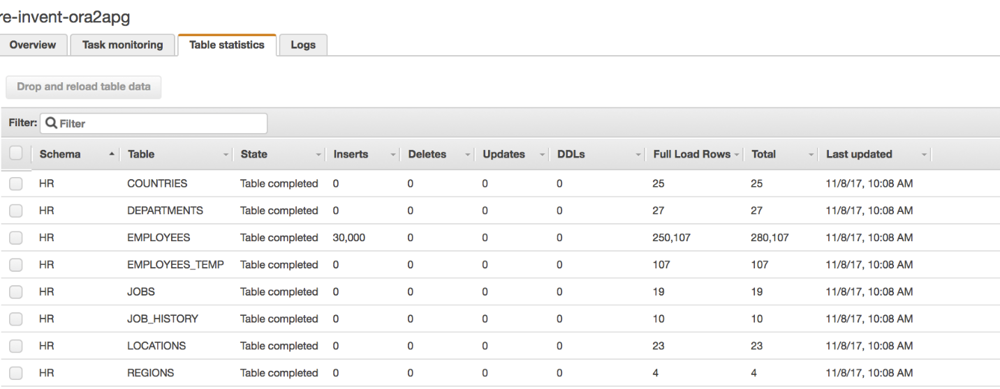 re-invent-ora2apg
Overview Task monitoring Table statistics Logs
Drop and reload table data
Filter: Filter
Schema Table State Inserts Deletes Updates DDLs Full Load Rows Total Last updated
HR COUNTRIES Table completed 0 0 0 0 25 25 11/8/17, 10:08 AM
HR DEPARTMENTS Table completed 0 0 0 0 27 27 11/8/17, 10:08 AM
HR EMPLOYEES Table completed 30,000 0 0 0 250,107 280,107 11/8/17, 10:08 AM
HR EMPLOYEES_TEMP Table completed 0 0 0 0 107 107 11/8/17, 10:08 AM
HR JOBS Table completed 0 0 0 0 19 19 11/8/17, 10:08 AM
HR JOB_HISTORY Table completed 0 0 0 0 10 10 11/8/17, 10:08 AM
HR LOCATIONS Table completed 0 0 0 0 23 23 11/8/17, 10:08 AM
HR REGIONS Table completed 0 0 0 0 4 4 11/8/17, 10:08 AM